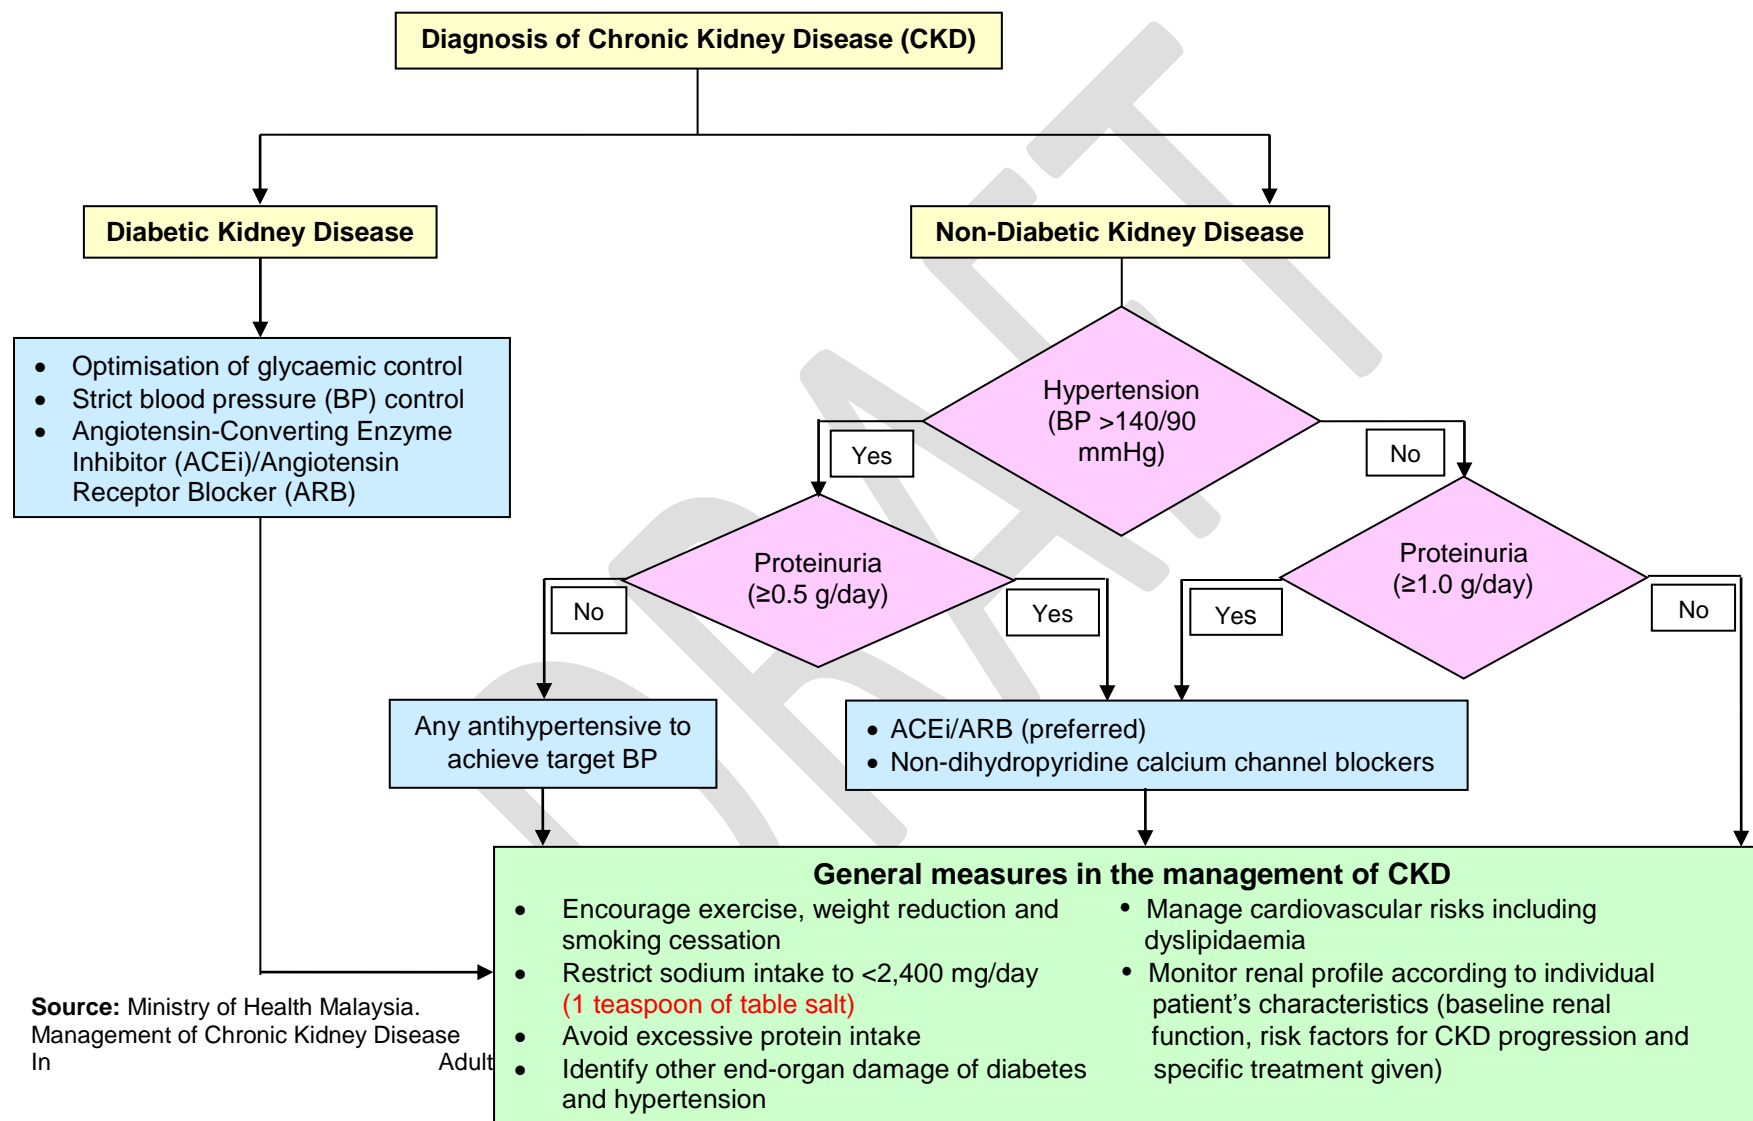 Diagnosis of Chronic Kidney Disease (CKD)
Diabetic Kidney Disease
Non-Diabetic Kidney Disease
• Optimisation of glycaemic control
• Strict blood pressure (BP) control
• Angiotensin-Converting Enzyme
Inhibitor (ACEi)/Angiotensin
Receptor Blocker (ARB)
Hypertension
(BP >140/90
mmHg)
Yes
No
Proteinuria
(≥0.5 g/day)
Proteinuria
(≥1.0 g/day)
No
Yes
Yes
No
Any antihypertensive to
achieve target BP
• ACEi/ARB (preferred)
• Non-dihydropyridine calcium channel blockers
General measures in the management of CKD
• Encourage exercise, weight reduction and
smoking cessation
• Restrict sodium intake to <2,400 mg/day
(1 teaspoon of table salt)
• Avoid excessive protein intake
• Identify other end-organ damage of diabetes
and hypertension
• Manage cardiovascular risks including
dyslipidaemia
• Monitor renal profile according to individual
patient’s characteristics (baseline renal
function, risk factors for CKD progression and
specific treatment given)
Source: Ministry of Health Malaysia.
Management of Chronic Kidney Disease
In Adult
DRAFT